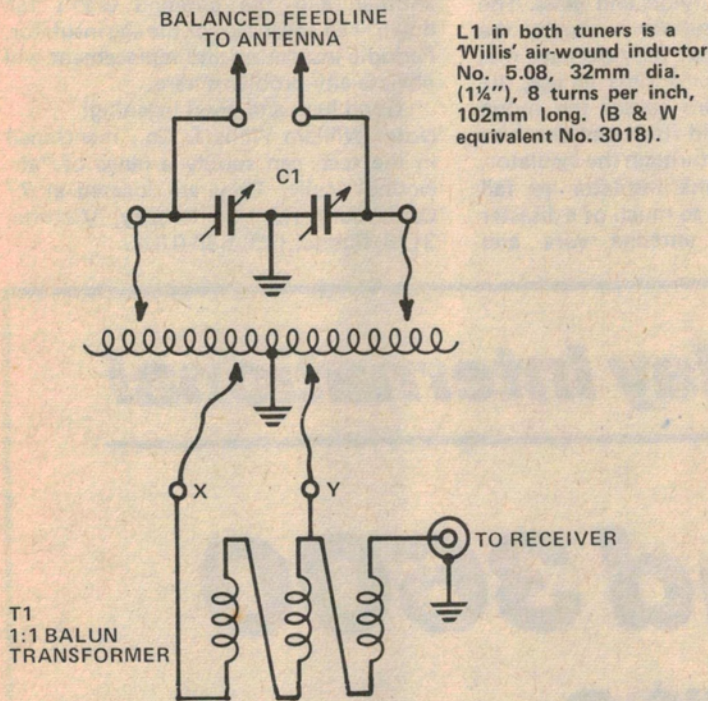 BALANCED FEEDLINE
TO ANTENNA
L1 in both tuners is a
'Willis' air-wound inductor
No. 5.08, 32mm dia.
(1¼″), 8 turns per inch,
102mm long. (B & W
equivalent No. 3018).
C1
X
Y
TO RECEIVER
T1
1:1 BALUN
TRANSFORMER